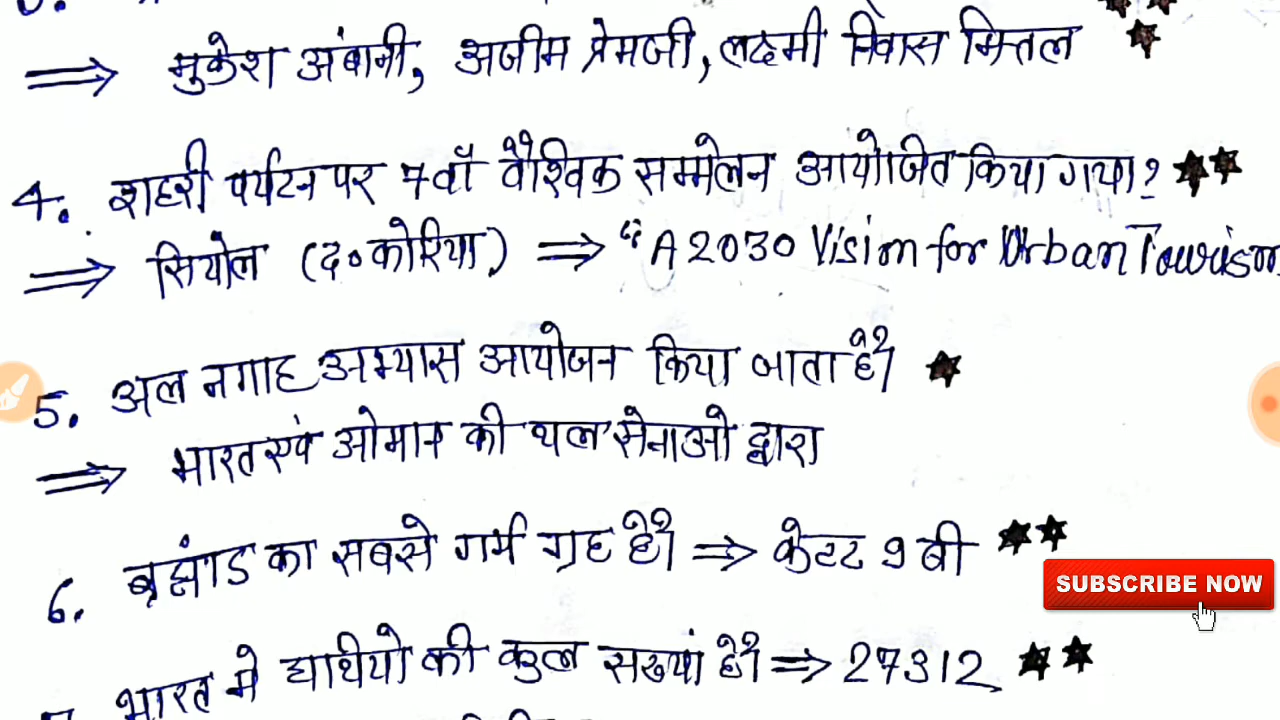 ⇒ मुकेश अंबानी, अजीम प्रेमजी, लक्ष्मी निवास मित्तल
4. शहरी पर्यटन पर 7वाँ वैश्विक सम्मेलन आयोजित किया गया?
⇒ सियोल (द॰ कोरिया) ⇒ "A 2030 Vision for Urban Tourism
5. अल नगाह अभ्यास आयोजन किया जाता है?
⇒ भारत एवं ओमान की थल सेनाओ द्वारा
6. ब्रह्मांड का सबसे गर्म ग्रह है? ⇒ केल्ट 9 बी
SUBSCRIBE NOW
भारत मे हाथियो की कुल सख्यां है? ⇒ 27312